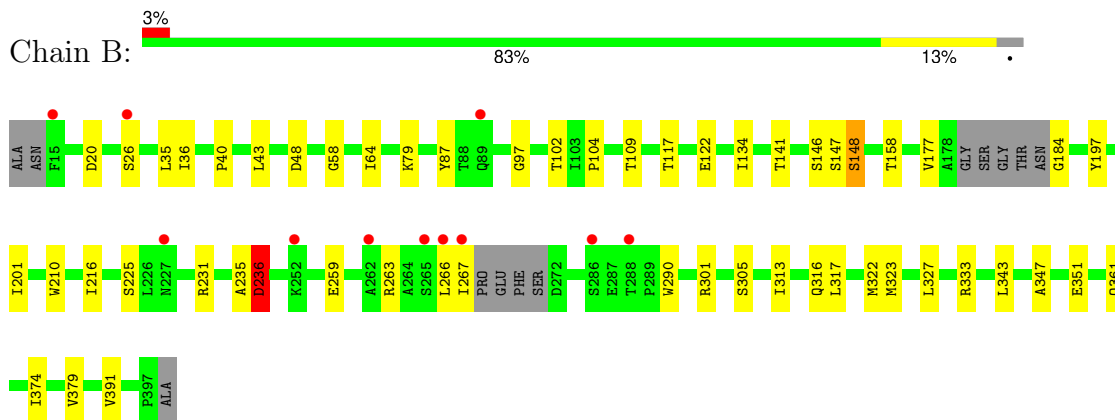 3%
Chain B:
83% 13% •
ALA ASN F15 D20 S26 L35 I36 P40 L43 D48 G58 I64 K79 Y87 T88 Q89 G97 T102 I103 P104 T109 T117 E122 I134 T141 S146 S147 S148 T158 V177 A178 GLY SER GLY THR ASN G184 Y197
I201 W210 I216 S225 L226 N227 R231 A235 D236 K252 E259 A262 R263 A264 S265 L266 I267 PRO GLU PHE SER D272 S286 E287 T288 P289 W290 R301 S305 I313 Q316 L317 M322 M323 L327 R333 L343 A347 E351 Q361
I374 V379 V391 P397 ALA